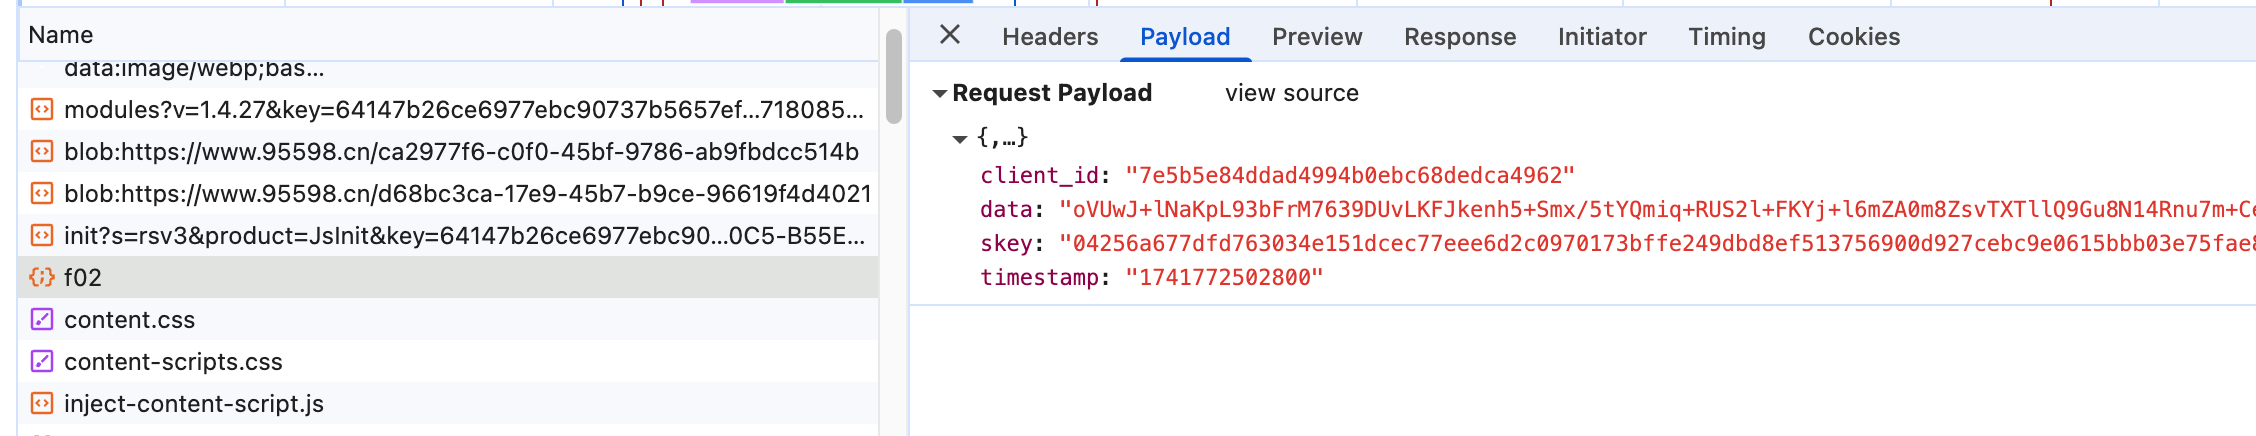 Name
data:image/webp;bas...
modules?v=1.4.27&key=64147b26ce6977ebc90737b5657ef...718085...
blob:https://www.95598.cn/ca2977f6-c0f0-45bf-9786-ab9fbdcc514b
blob:https://www.95598.cn/d68bc3ca-17e9-45b7-b9ce-96619f4d4021
init?s=rsv3&product=JsInit&key=64147b26ce6977ebc90...0C5-B55E...
f02
content.css
content-scripts.css
inject-content-script.js
Headers Payload Preview Response Initiator Timing Cookies
Request Payload view source
{,…}
client_id: "7e5b5e84ddad4994b0ebc68dedca4962"
data: "oVUwJ+lNaKpL93bFrM7639DUvLKFJkenh5+Smx/5tYQmiq+RUS2l+FKYj+l6mZA0m8ZsvTXTllQ9Gu8N14Rnu7m+Ce
skey: "04256a677dfd763034e151dcec77eee6d2c0970173bffe249dbd8ef513756900d927cebc9e0615bbb03e75fae8
timestamp: "1741772502800"